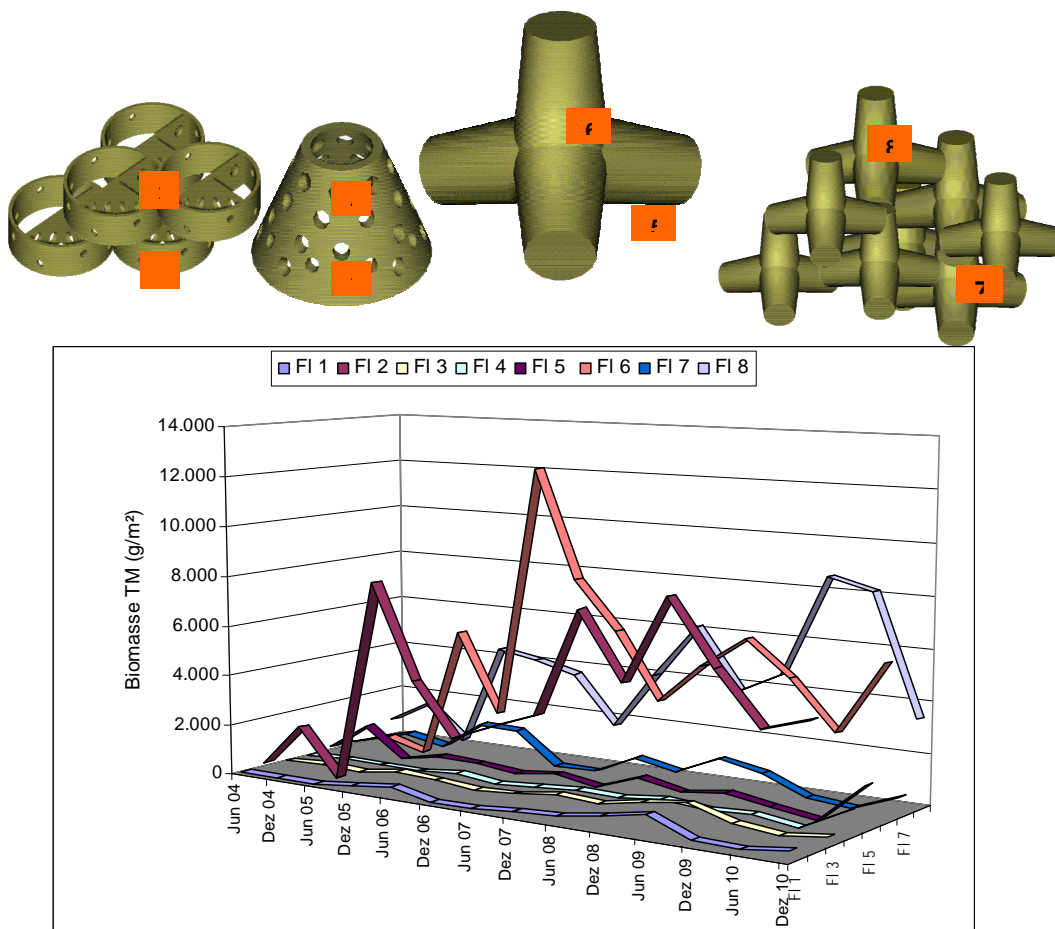 6
8
7
Fl 1 Fl 2 Fl 3 Fl 4 Fl 5 Fl 6 Fl 7 Fl 8
Biomasse TM (g/m²)
14.000
12.000
10.000
8.000
6.000
4.000
2.000
0
Jun 04
Dez 04
Jun 05
Dez 05
Jun 06
Dez 06
Jun 07
Dez 07
Jun 08
Dez 08
Jun 09
Dez 09
Jun 10
Dez 10
Fl 1
Fl 3
Fl 5
Fl 7